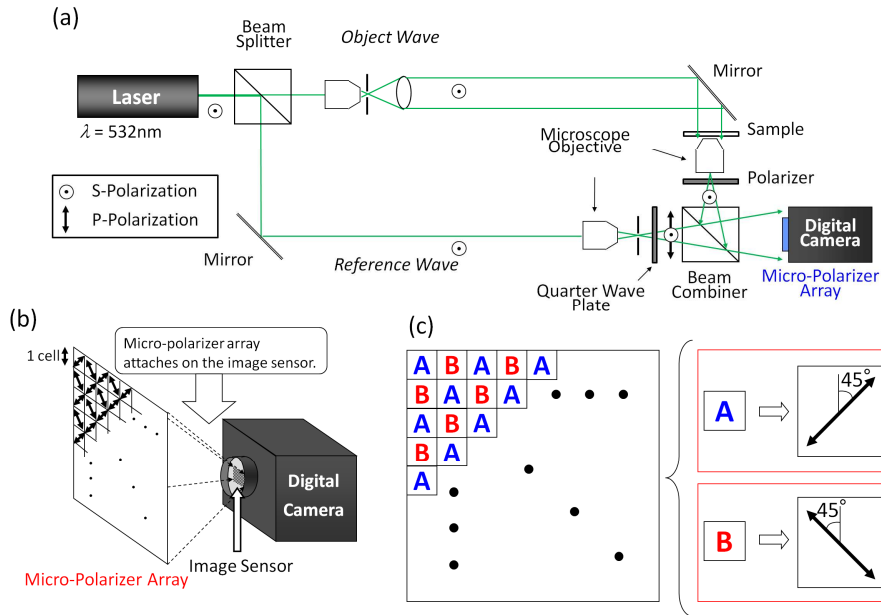 (a)
Beam
Splitter
Object Wave
Mirror
Laser
λ = 532nm
Sample
Microscope
Objective
Polarizer
S-Polarization
P-Polarization
Digital
Camera
Mirror
Reference Wave
Quarter Wave
Plate
Beam
Combiner
Micro-Polarizer
Array
(b)
1 cell
Micro-polarizer array
attaches on the image sensor.
Digital
Camera
Image Sensor
Micro-Polarizer Array
(c)
A B A B A
B A B A
A B A
B A
A
A
45°
B
45°